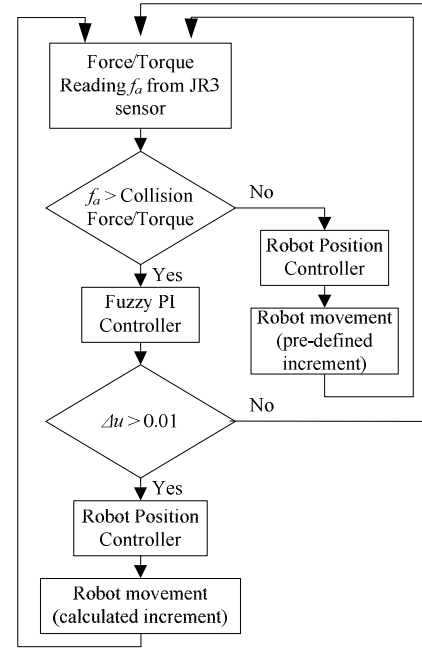 Force/Torque
Reading fa from JR3
sensor
fa > Collision
Force/Torque
No
Robot Position
Controller
Robot movement
(pre-defined
increment)
Yes
Fuzzy PI
Controller
Δu > 0.01
No
Yes
Robot Position
Controller
Robot movement
(calculated increment)